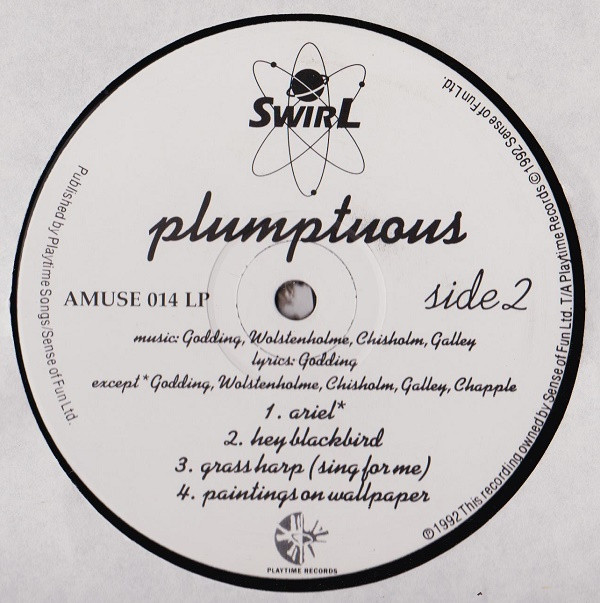 SWIRL
plumptuous
AMUSE 014 LP
side 2
music: Godding, Wolstenholme, Chisholm, Galley
lyrics: Godding
except *Godding, Wolstenholme, Chisholm, Galley, Chapple
1. ariel*
2. hey blackbird
3. grass harp (sing for me)
4. paintings on wallpaper
PLAYTIME RECORDS
Published by Playtime Songs/Sense of Fun Ltd.
℗ 1992 This recording owned by Sense of Fun Ltd. T/A Playtime Records © 1992 Sense of Fun Ltd.